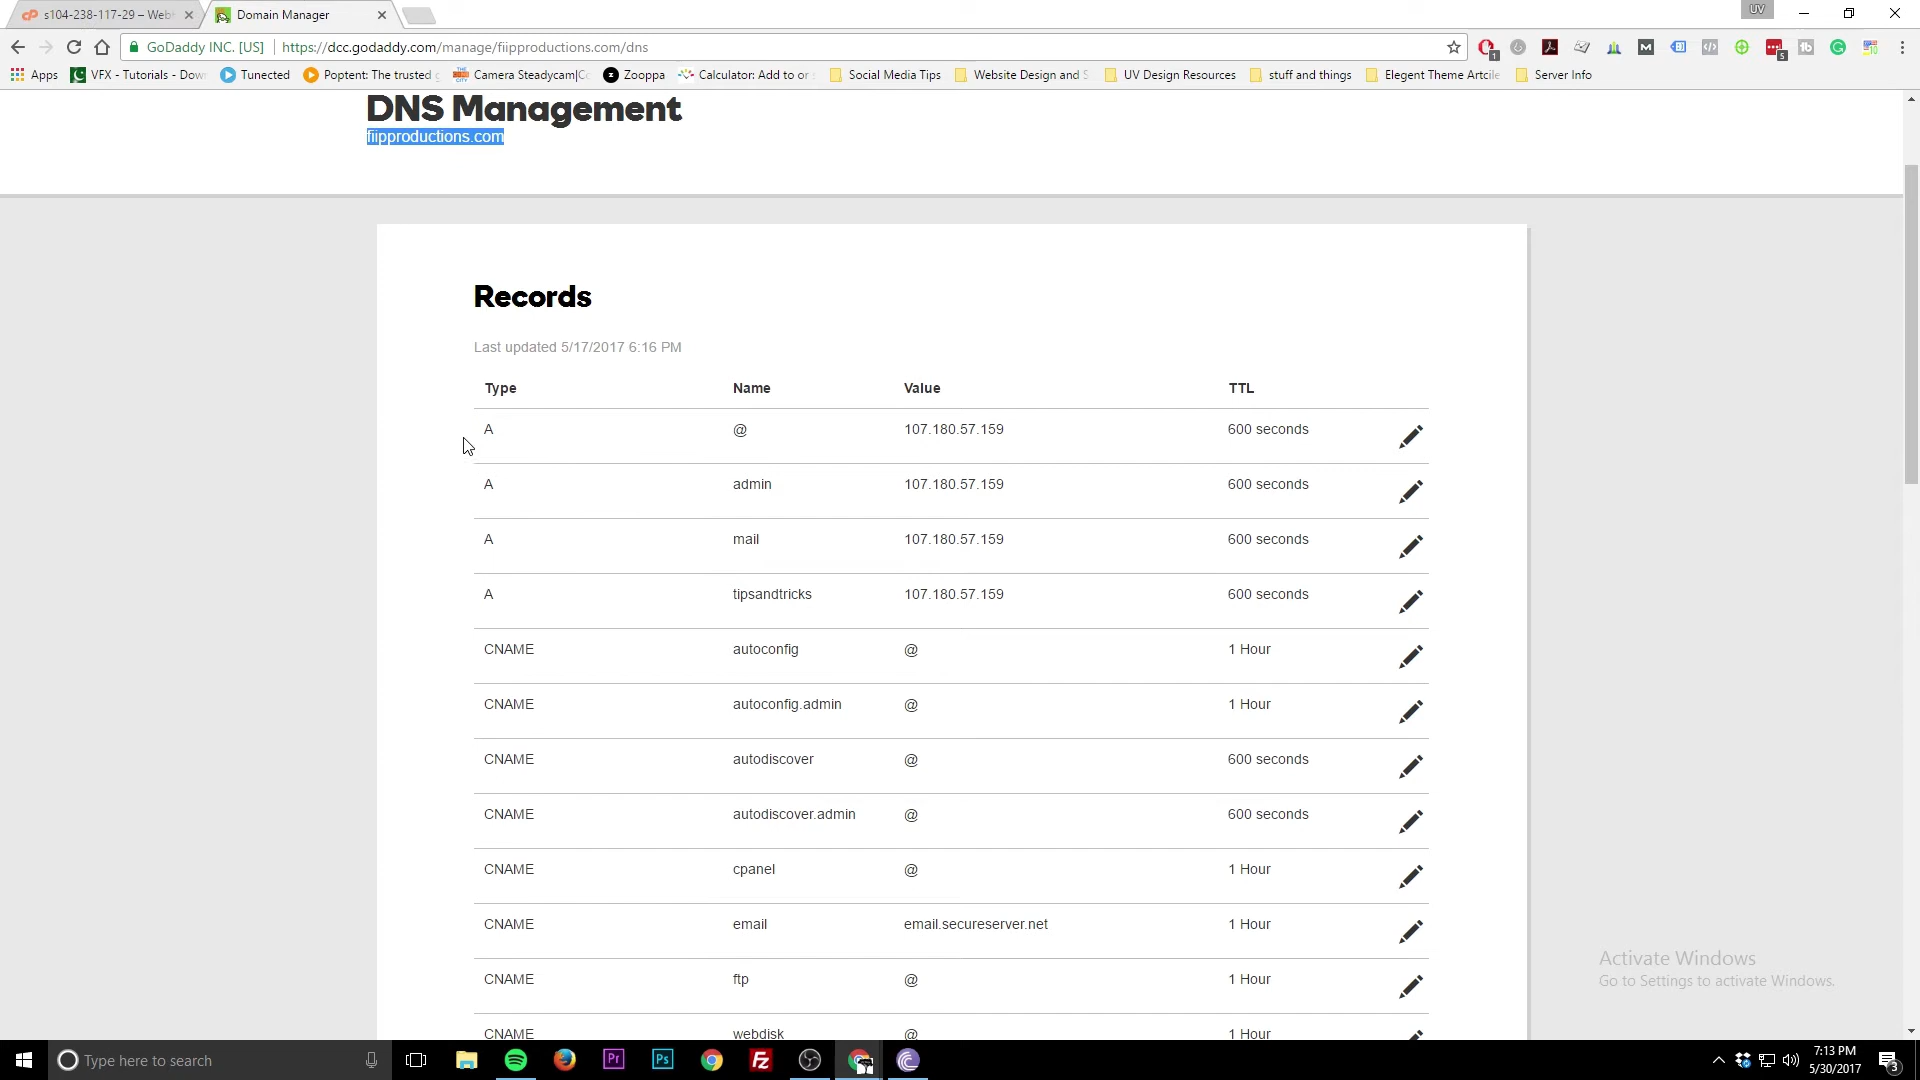 s104-238-117-29 – Web
Domain Manager
UV
GoDaddy INC. [US]
https://dcc.godaddy.com/manage/fiipproductions.com/dns
1
5
Apps
VFX - Tutorials - Dow
Tunected
Poptent: The trusted
Camera Steadycam|C
Zooppa
Calculator: Add to or
Social Media Tips
Website Design and S
UV Design Resources
stuff and things
Elegent Theme Artcile
Server Info
DNS Management
fiipproductions.com
Records
Last updated 5/17/2017 6:16 PM
Type Name Value TTL
A @ 107.180.57.159 600 seconds
A admin 107.180.57.159 600 seconds
A mail 107.180.57.159 600 seconds
A tipsandtricks 107.180.57.159 600 seconds
CNAME autoconfig @ 1 Hour
CNAME autoconfig.admin @ 1 Hour
CNAME autodiscover @ 600 seconds
CNAME autodiscover.admin @ 600 seconds
CNAME cpanel @ 1 Hour
CNAME email email.secureserver.net 1 Hour
CNAME ftp @ 1 Hour
CNAME webdisk @ 1 Hour
Activate Windows
Go to Settings to activate Windows.
Type here to search
Pr
Ps
Fz
7:13 PM
5/30/2017
3